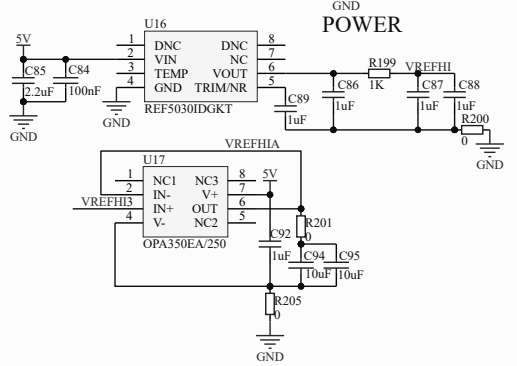 GND
POWER
5V
C85
2.2uF
C84
100nF
GND
U16
1 DNC DNC 8
2 VIN NC 7
3 TEMP VOUT 6
4 GND TRIM/NR 5
REF5030IDGKT
GND
C89
1uF
C86
1uF
R199
1K
VREFHI
C87
1uF
C88
1uF
R200
0
GND
VREFHIA
U17
1 NC1 NC3 8
2 IN- V+ 7
VREFHI 3 IN+ OUT 6
4 V- NC2 5
OPA350EA/250
5V
C92
1uF
R201
0
C94
10uF
C95
10uF
R205
0
GND